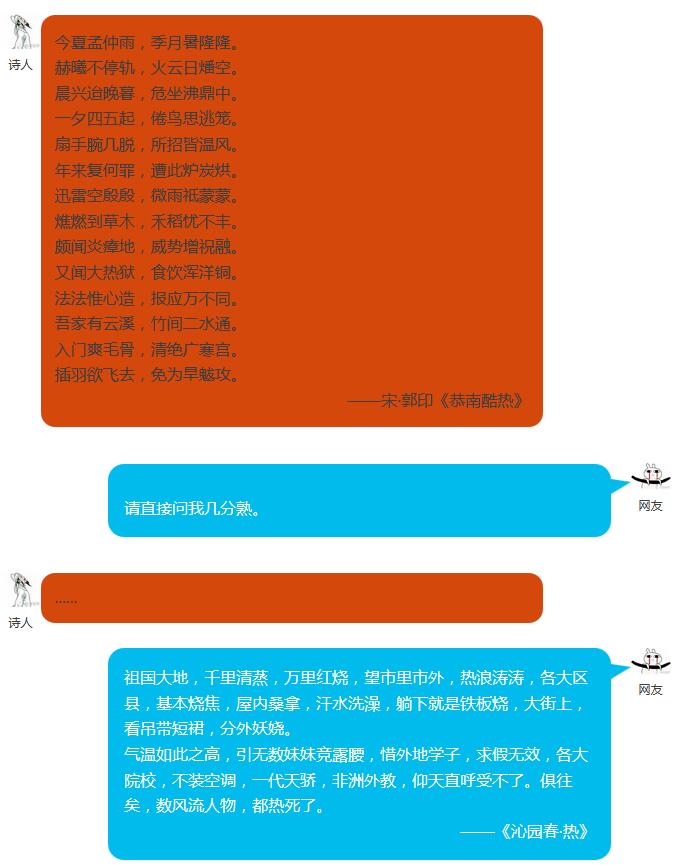 今夏孟仲雨，季月暑隆隆。
诗人
赫曦不停轨，火云日燔空。
晨兴迨晚暮，危坐沸鼎中。
一夕四五起，倦鸟思逃笼。
扇手腕几脱，所招皆温风。
年来复何罪，遭此炉炭烘。
迅雷空殷殷，微雨祗蒙蒙。
燋燃到草木，禾稻忧不丰。
颇闻炎瘴地，威势增祝融。
又闻大热狱，食饮浑洋铜。
法法惟心造，报应万不同。
吾家有云溪，竹间二水通。
入门爽毛骨，清绝广寒宫。
插羽欲飞去，免为旱魃攻。
——宋·郭印《恭南酷热》
请直接问我几分熟。
网友
......
诗人
祖国大地，千里清蒸，万里红烧，望市里市外，热浪涛涛，各大区
网友
县，基本烧焦，屋内桑拿，汗水洗澡，躺下就是铁板烧，大街上，
看吊带短裙，分外妖娆。
气温如此之高，引无数妹妹竞露腰，惜外地学子，求假无效，各大
院校，不装空调，一代天骄，非洲外教，仰天直呼受不了。俱往
矣，数风流人物，都热死了。
——《沁园春·热》